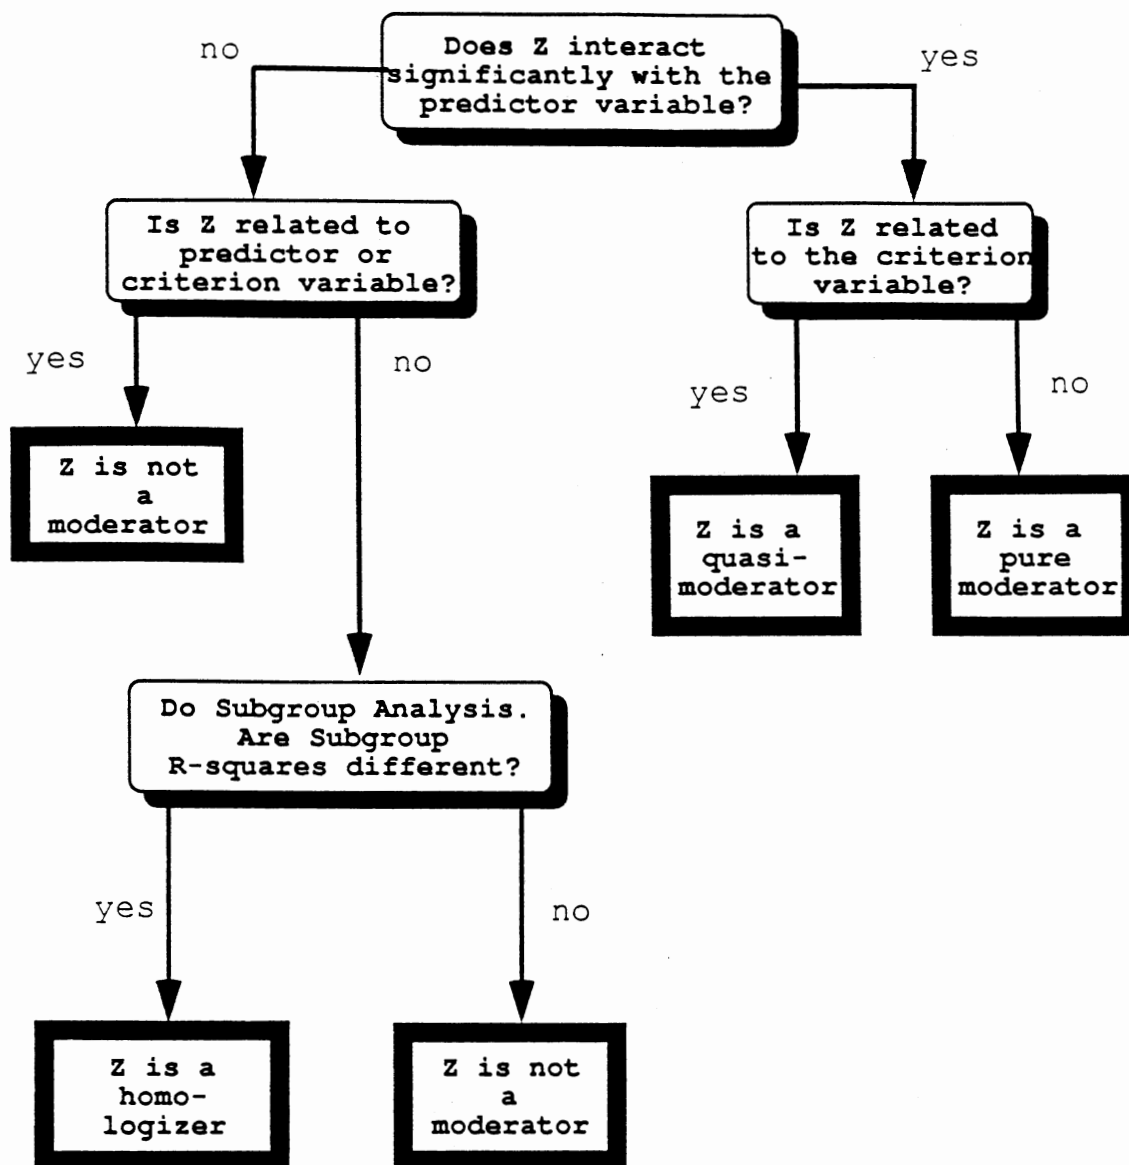 Does Z interact
significantly with the
predictor variable?
no
yes
Is Z related to
predictor or
criterion variable?
Is Z related
to the criterion
variable?
yes
no
yes
no
Z is not
a
moderator
Z is a
quasi-
moderator
Z is a
pure
moderator
Do Subgroup Analysis.
Are Subgroup
R-squares different?
yes
no
Z is a
homo-
logizer
Z is not
a
moderator